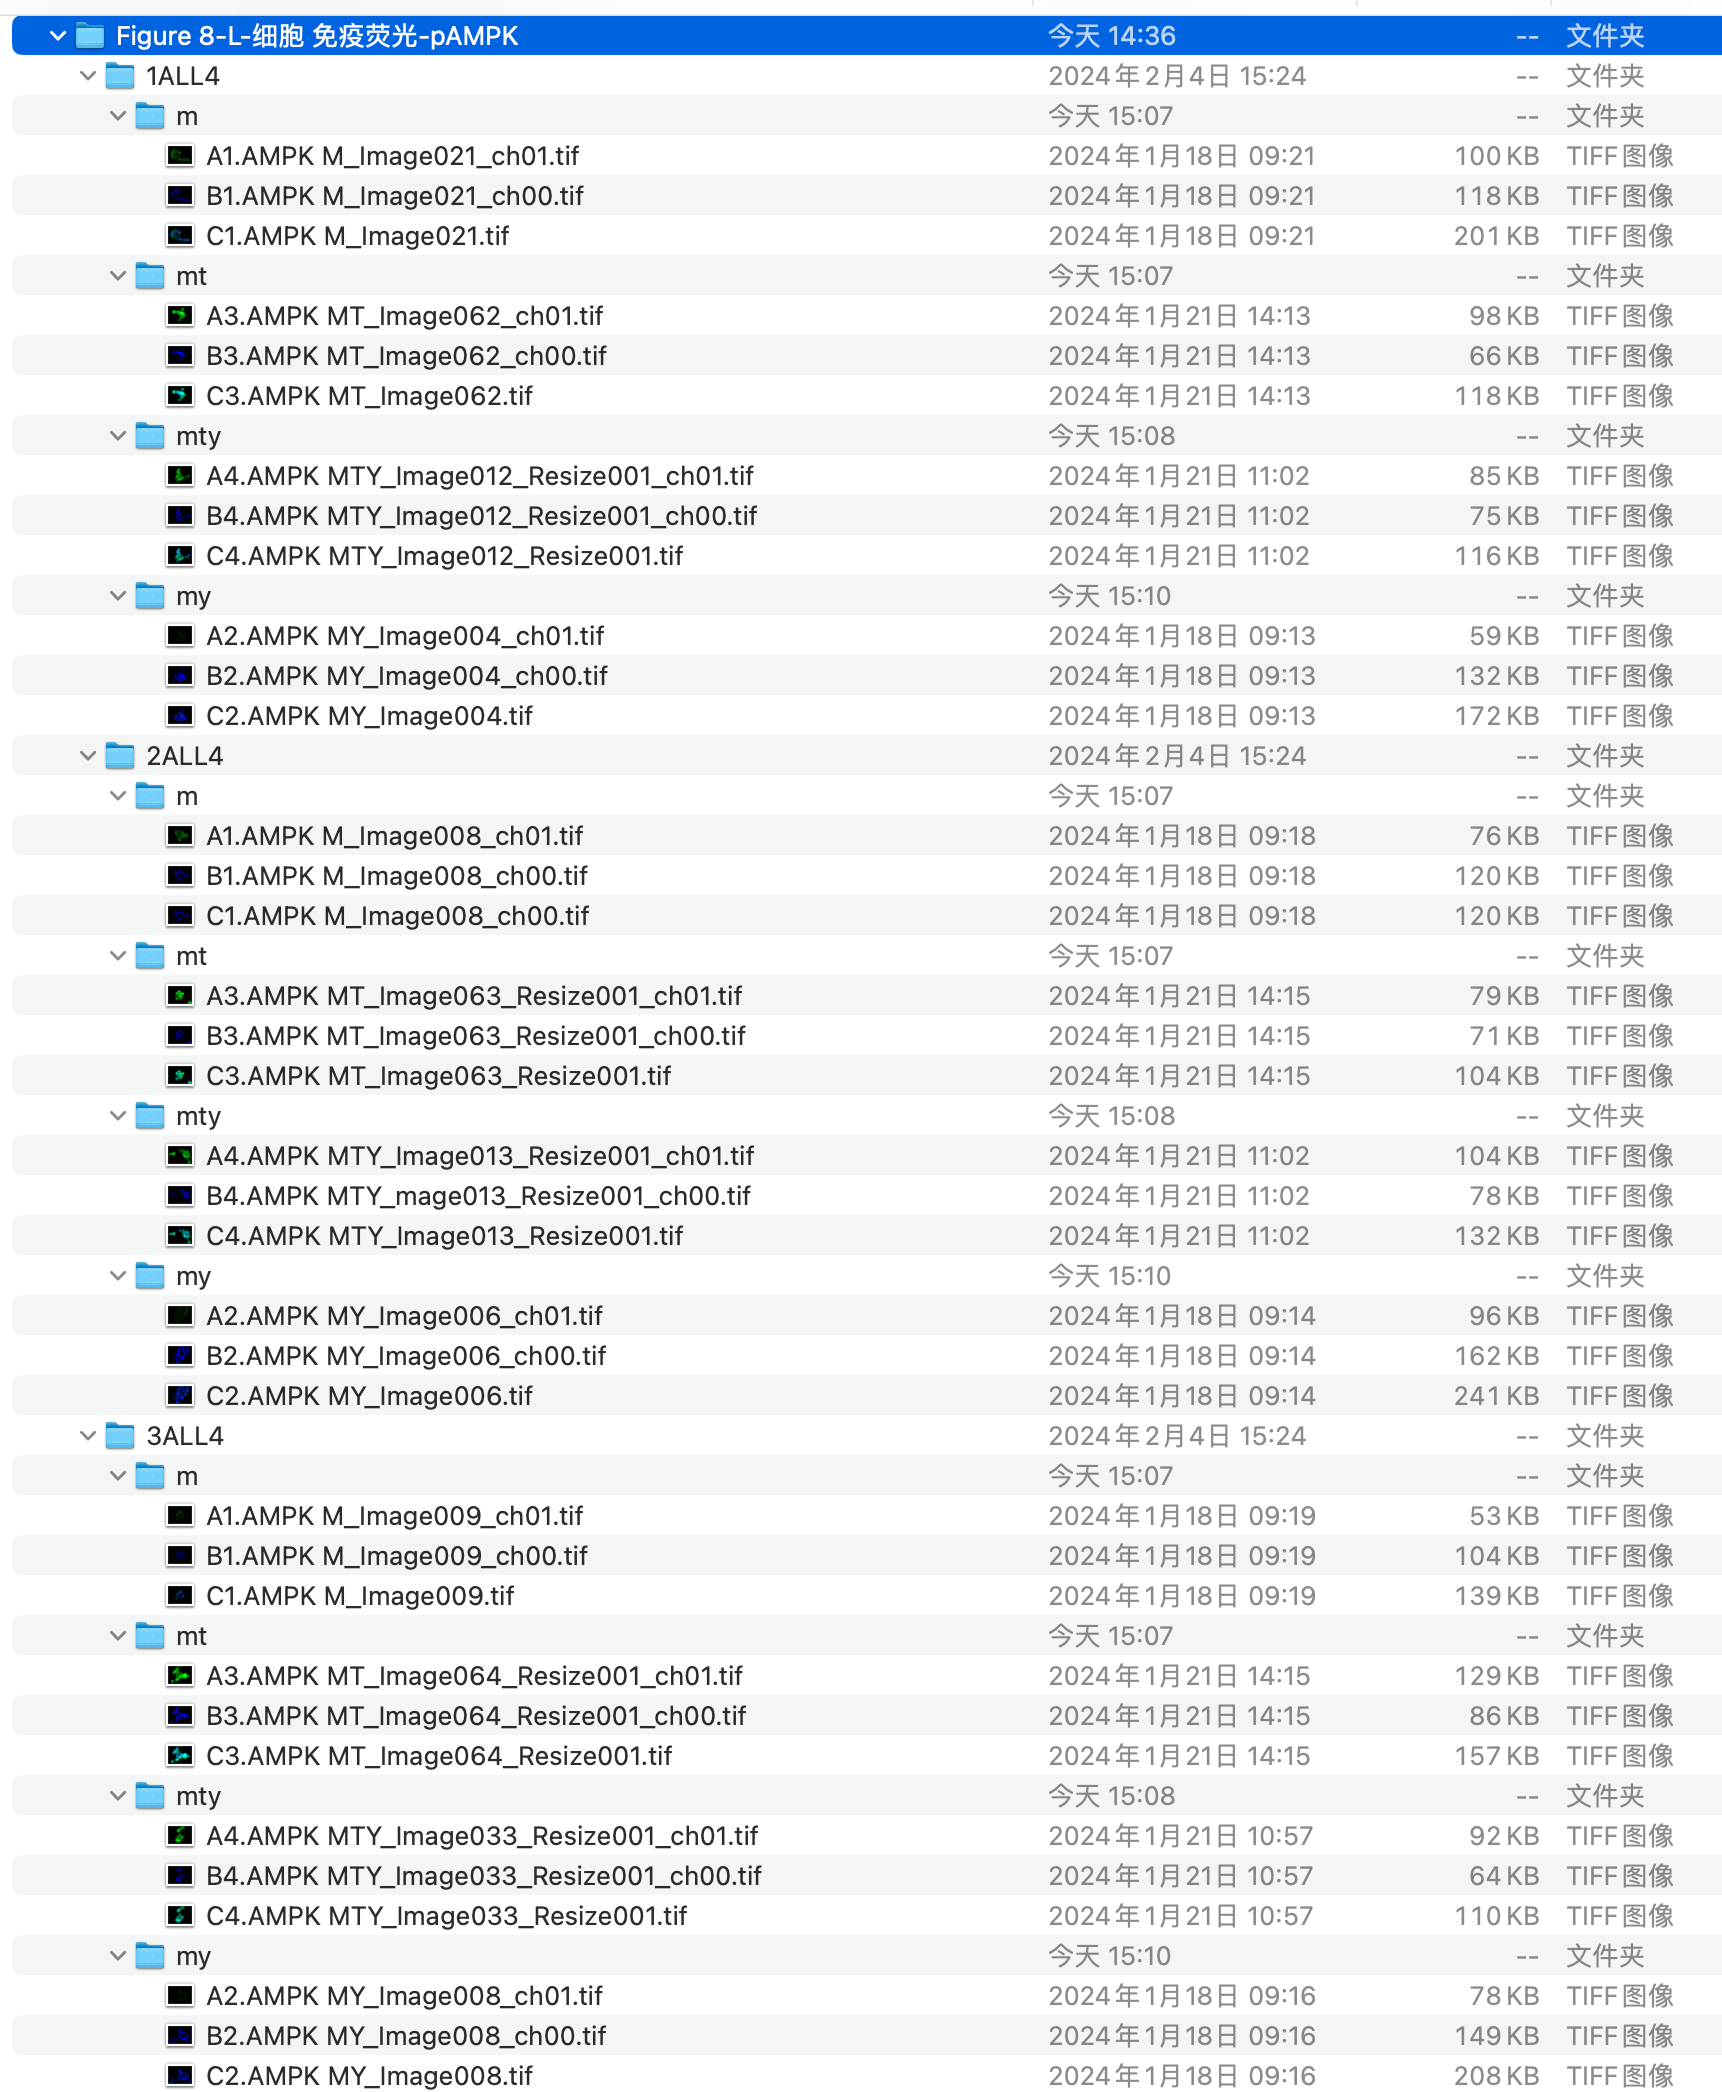 Figure 8-L-细胞 免疫荧光-pAMPK 今天 14:36 -- 文件夹
1ALL4 2024年2月4日 15:24 -- 文件夹
m 今天 15:07 -- 文件夹
A1.AMPK M_Image021_ch01.tif 2024年1月18日 09:21 100 KB TIFF图像
B1.AMPK M_Image021_ch00.tif 2024年1月18日 09:21 118 KB TIFF图像
C1.AMPK M_Image021.tif 2024年1月18日 09:21 201 KB TIFF图像
mt 今天 15:07 -- 文件夹
A3.AMPK MT_Image062_ch01.tif 2024年1月21日 14:13 98 KB TIFF图像
B3.AMPK MT_Image062_ch00.tif 2024年1月21日 14:13 66 KB TIFF图像
C3.AMPK MT_Image062.tif 2024年1月21日 14:13 118 KB TIFF图像
mty 今天 15:08 -- 文件夹
A4.AMPK MTY_Image012_Resize001_ch01.tif 2024年1月21日 11:02 85 KB TIFF图像
B4.AMPK MTY_Image012_Resize001_ch00.tif 2024年1月21日 11:02 75 KB TIFF图像
C4.AMPK MTY_Image012_Resize001.tif 2024年1月21日 11:02 116 KB TIFF图像
my 今天 15:10 -- 文件夹
A2.AMPK MY_Image004_ch01.tif 2024年1月18日 09:13 59 KB TIFF图像
B2.AMPK MY_Image004_ch00.tif 2024年1月18日 09:13 132 KB TIFF图像
C2.AMPK MY_Image004.tif 2024年1月18日 09:13 172 KB TIFF图像
2ALL4 2024年2月4日 15:24 -- 文件夹
m 今天 15:07 -- 文件夹
A1.AMPK M_Image008_ch01.tif 2024年1月18日 09:18 76 KB TIFF图像
B1.AMPK M_Image008_ch00.tif 2024年1月18日 09:18 120 KB TIFF图像
C1.AMPK M_Image008_ch00.tif 2024年1月18日 09:18 120 KB TIFF图像
mt 今天 15:07 -- 文件夹
A3.AMPK MT_Image063_Resize001_ch01.tif 2024年1月21日 14:15 79 KB TIFF图像
B3.AMPK MT_Image063_Resize001_ch00.tif 2024年1月21日 14:15 71 KB TIFF图像
C3.AMPK MT_Image063_Resize001.tif 2024年1月21日 14:15 104 KB TIFF图像
mty 今天 15:08 -- 文件夹
A4.AMPK MTY_Image013_Resize001_ch01.tif 2024年1月21日 11:02 104 KB TIFF图像
B4.AMPK MTY_mage013_Resize001_ch00.tif 2024年1月21日 11:02 78 KB TIFF图像
C4.AMPK MTY_Image013_Resize001.tif 2024年1月21日 11:02 132 KB TIFF图像
my 今天 15:10 -- 文件夹
A2.AMPK MY_Image006_ch01.tif 2024年1月18日 09:14 96 KB TIFF图像
B2.AMPK MY_Image006_ch00.tif 2024年1月18日 09:14 162 KB TIFF图像
C2.AMPK MY_Image006.tif 2024年1月18日 09:14 241 KB TIFF图像
3ALL4 2024年2月4日 15:24 -- 文件夹
m 今天 15:07 -- 文件夹
A1.AMPK M_Image009_ch01.tif 2024年1月18日 09:19 53 KB TIFF图像
B1.AMPK M_Image009_ch00.tif 2024年1月18日 09:19 104 KB TIFF图像
C1.AMPK M_Image009.tif 2024年1月18日 09:19 139 KB TIFF图像
mt 今天 15:07 -- 文件夹
A3.AMPK MT_Image064_Resize001_ch01.tif 2024年1月21日 14:15 129 KB TIFF图像
B3.AMPK MT_Image064_Resize001_ch00.tif 2024年1月21日 14:15 86 KB TIFF图像
C3.AMPK MT_Image064_Resize001.tif 2024年1月21日 14:15 157 KB TIFF图像
mty 今天 15:08 -- 文件夹
A4.AMPK MTY_Image033_Resize001_ch01.tif 2024年1月21日 10:57 92 KB TIFF图像
B4.AMPK MTY_Image033_Resize001_ch00.tif 2024年1月21日 10:57 64 KB TIFF图像
C4.AMPK MTY_Image033_Resize001.tif 2024年1月21日 10:57 110 KB TIFF图像
my 今天 15:10 -- 文件夹
A2.AMPK MY_Image008_ch01.tif 2024年1月18日 09:16 78 KB TIFF图像
B2.AMPK MY_Image008_ch00.tif 2024年1月18日 09:16 149 KB TIFF图像
C2.AMPK MY_Image008.tif 2024年1月18日 09:16 208 KB TIFF图像